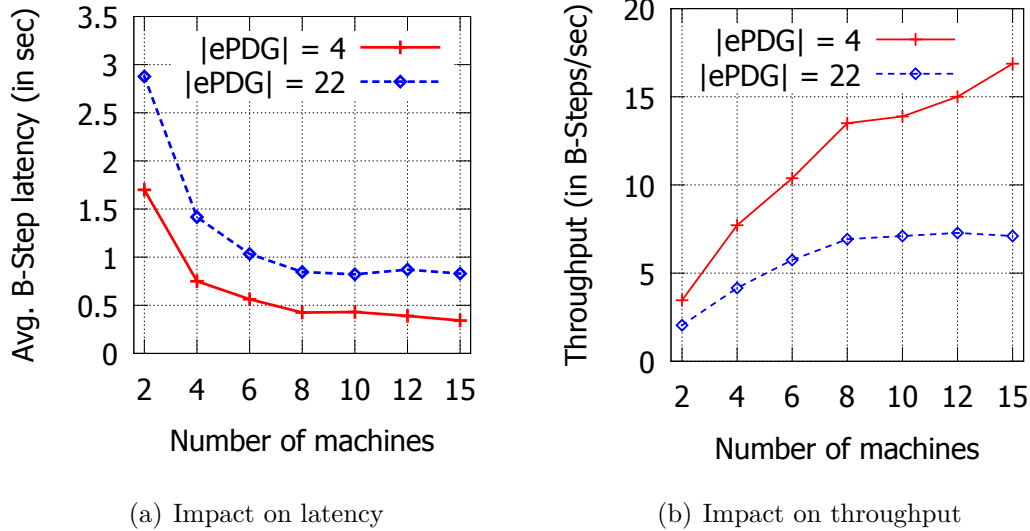 Avg. B-Step latency (in sec)
3.5
3
2.5
2
1.5
1
0.5
0
|ePDG| = 4
|ePDG| = 22
2 4 6 8 10 12 15
Number of machines
(a) Impact on latency
Throughput (in B-Steps/sec)
20
15
10
5
0
|ePDG| = 4
|ePDG| = 22
2 4 6 8 10 12 15
Number of machines
(b) Impact on throughput